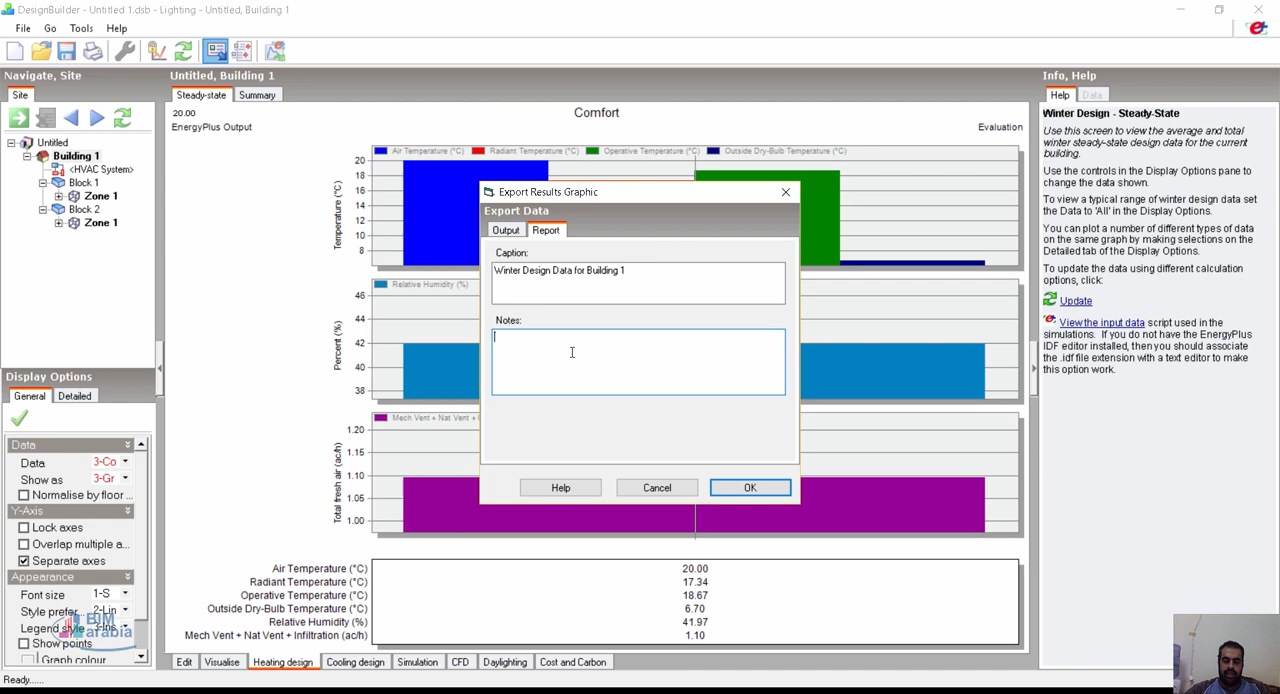 DesignBuilder - Untitled 1.dsb - Lighting - Untitled, Building 1
File Go Tools Help
Navigate, Site
Site
Untitled
Building 1
<HVAC System>
Block 1
Zone 1
Block 2
Zone 1
Display Options
General Detailed
Data
Data 3-Co
Show as 3-Gr
Normalise by floor ...
Y-Axis
Lock axes
Overlap multiple a...
Separate axes
Appearance
Font size 1-S
Style prefer... 2-Lin
Legend style
Show points
Graph colour
BIM
arabia
Untitled, Building 1
Steady-state Summary
20.00
Comfort
EnergyPlus Output
Evaluation
Air Temperature (°C) Radiant Temperature (°C) Operative Temperature (°C) Outside Dry-Bulb Temperature (°C)
Temperature (°C)
20
18
16
14
12
10
8
Relative Humidity (%)
Percent (%)
46
44
42
40
38
Mech Vent + Nat Vent +
Total fresh air (ac/h)
1.20
1.15
1.10
1.05
1.00
Air Temperature (°C) 20.00
Radiant Temperature (°C) 17.34
Operative Temperature (°C) 18.67
Outside Dry-Bulb Temperature (°C) 6.70
Relative Humidity (%) 41.97
Mech Vent + Nat Vent + Infiltration (ac/h) 1.10
Edit Visualise Heating design Cooling design Simulation CFD Daylighting Cost and Carbon
Export Results Graphic
Export Data
Output Report
Caption:
Winter Design Data for Building 1
Notes:
Help Cancel OK
Info, Help
Help Data
Winter Design - Steady-State
Use this screen to view the average and total
winter steady-state design data for the current
building.
Use the controls in the Display Options pane to
change the data shown.
To view a typical range of winter design data set
the Data to 'All' in the Display Options.
You can plot a number of different types of data
on the same graph by making selections on the
Detailed tab of the Display Options.
To update the data using different calculation
options, click:
Update
View the input data script used in the
simulations. If you do not have the EnergyPlus
IDF editor installed, then you should associate
the .idf file extension with a text editor to make
this option work.
Ready......